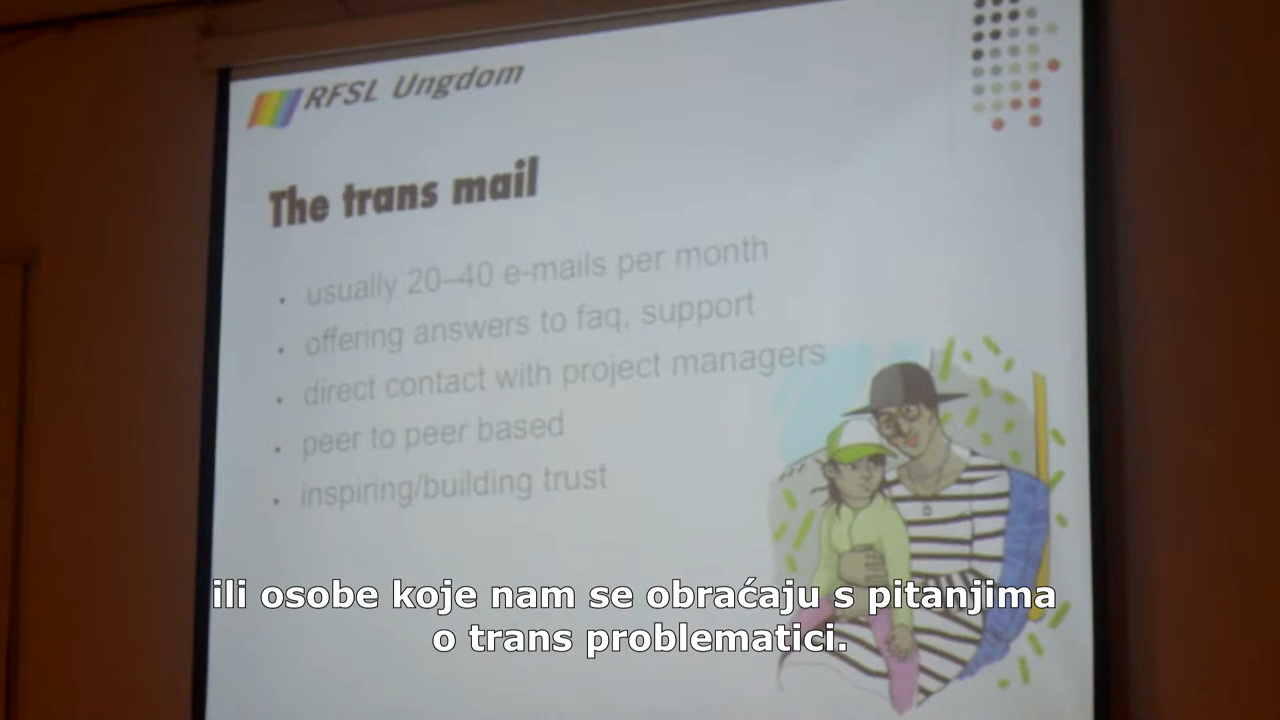 RFSL Ungdom
The trans mail
• usually 20–40 e-mails per month
• offering answers to faq, support
• direct contact with project managers
• peer to peer based
• inspiring/building trust
ili osobe koje nam se obraćaju s pitanjima
o trans problematici.